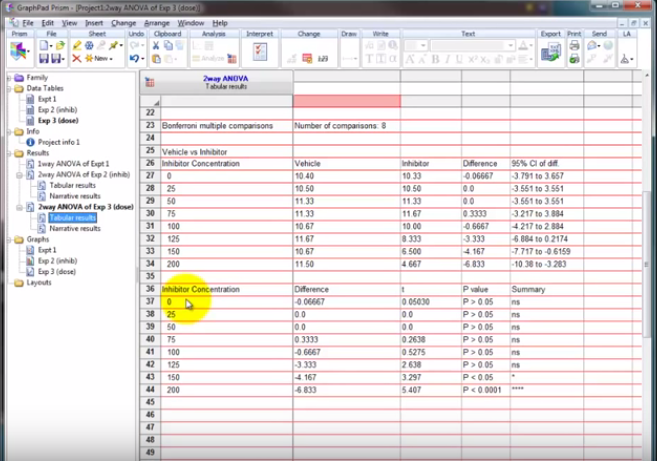 GraphPad Prism - [Project1:2way ANOVA of Exp 3 (dose)]
File Edit View Insert Change Arrange Window Help
Prism File Sheet Undo Clipboard Analysis Interpret Change Draw Write Text Export Print Send LA
New
Analyze
Family
Data Tables
Expt 1
Exp 2 (inhib)
Exp 3 (dose)
Info
Project info 1
Results
1way ANOVA of Expt 1
2way ANOVA of Exp 2 (inhib)
Tabular results
Narrative results
2way ANOVA of Exp 3 (dose)
Tabular results
Narrative results
Graphs
Expt 1
Exp 2 (inhib)
Exp 3 (dose)
Layouts
2way ANOVA
Tabular results
22
23 Bonferroni multiple comparisons Number of comparisons: 8
24
25 Vehicle vs Inhibitor
26 Inhibitor Concentration Vehicle Inhibitor Difference 95% CI of diff.
27 0 10.40 10.33 -0.06667 -3.791 to 3.657
28 25 10.50 10.50 0.0 -3.551 to 3.551
29 50 11.33 11.33 0.0 -3.551 to 3.551
30 75 11.33 11.67 0.3333 -3.217 to 3.884
31 100 10.67 10.00 -0.6667 -4.217 to 2.884
32 125 11.67 8.333 -3.333 -6.884 to 0.2174
33 150 10.67 6.500 -4.167 -7.717 to -0.6159
34 200 11.50 4.667 -6.833 -10.38 to -3.283
35
36 Inhibitor Concentration Difference t P value Summary
37 0 -0.06667 0.05030 P > 0.05 ns
38 25 0.0 0.0 P > 0.05 ns
39 50 0.0 0.0 P > 0.05 ns
40 75 0.3333 0.2638 P > 0.05 ns
41 100 -0.6667 0.5275 P > 0.05 ns
42 125 -3.333 2.638 P > 0.05 ns
43 150 -4.167 3.297 P < 0.05 *
44 200 -6.833 5.407 P < 0.0001 ****
45
46
47
48
49